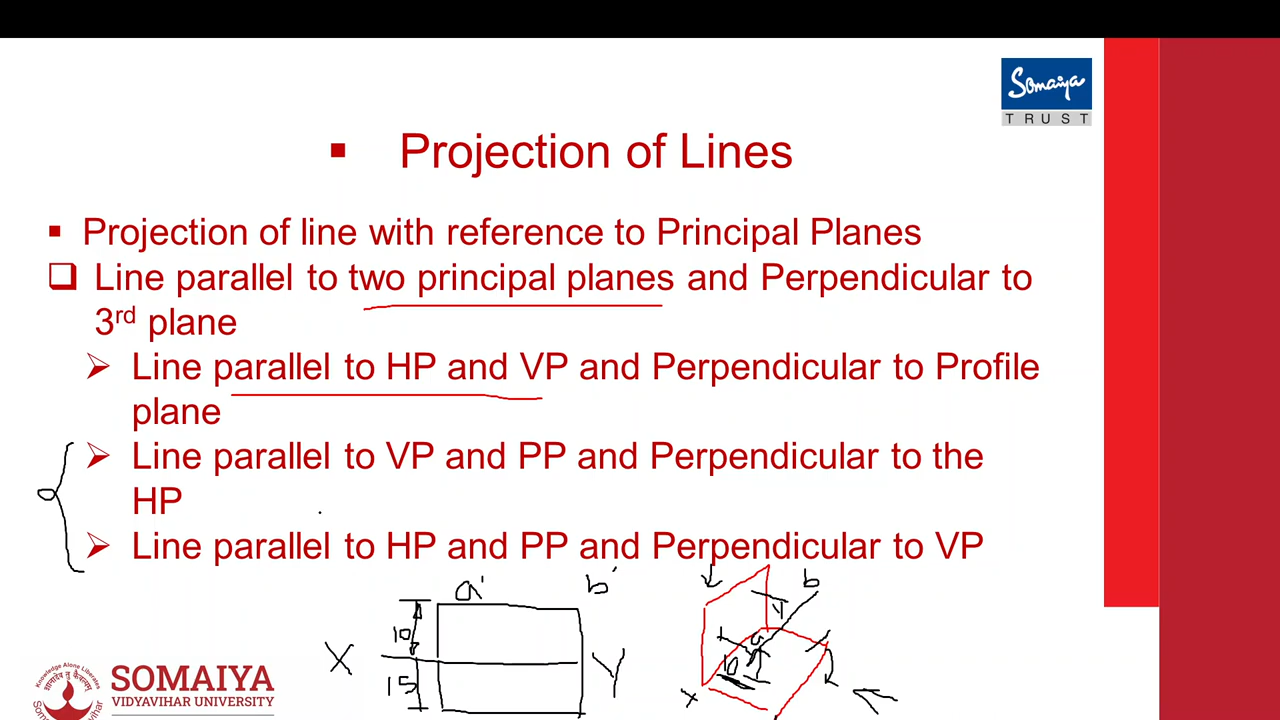 Somaiya
TRUST
▪ Projection of Lines
▪ Projection of line with reference to Principal Planes
❑ Line parallel to two principal planes and Perpendicular to
3rd plane
➢ Line parallel to HP and VP and Perpendicular to Profile
plane
➢ Line parallel to VP and PP and Perpendicular to the
HP
➢ Line parallel to HP and PP and Perpendicular to VP
a' b'
b
10
X Y
15
10
x
SOMAIYA
VIDYAVIHAR UNIVERSITY